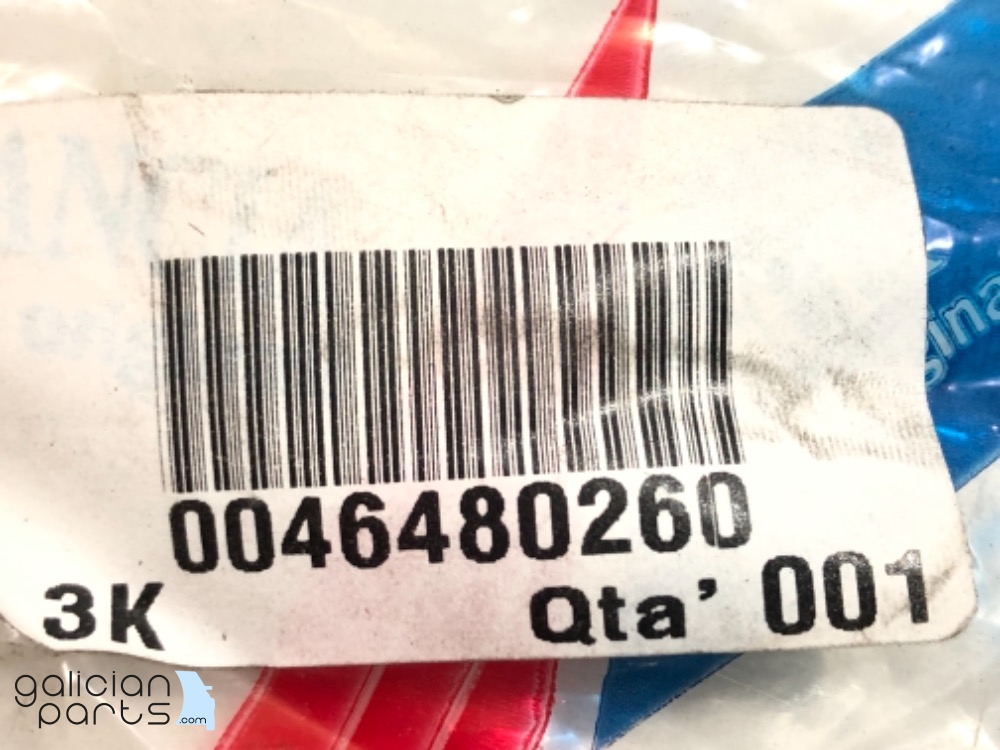 0046480260
3K Qta' 001
galician
parts.com